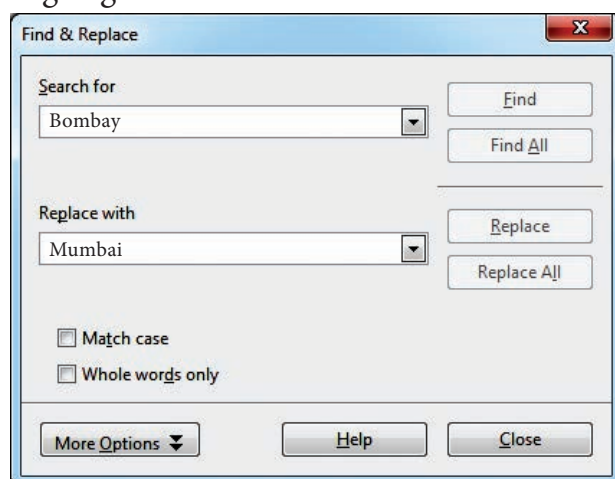 Find & Replace
Search for
Bombay
Find
Find All
Replace with
Mumbai
Replace
Replace All
Match case
Whole words only
More Options
Help
Close